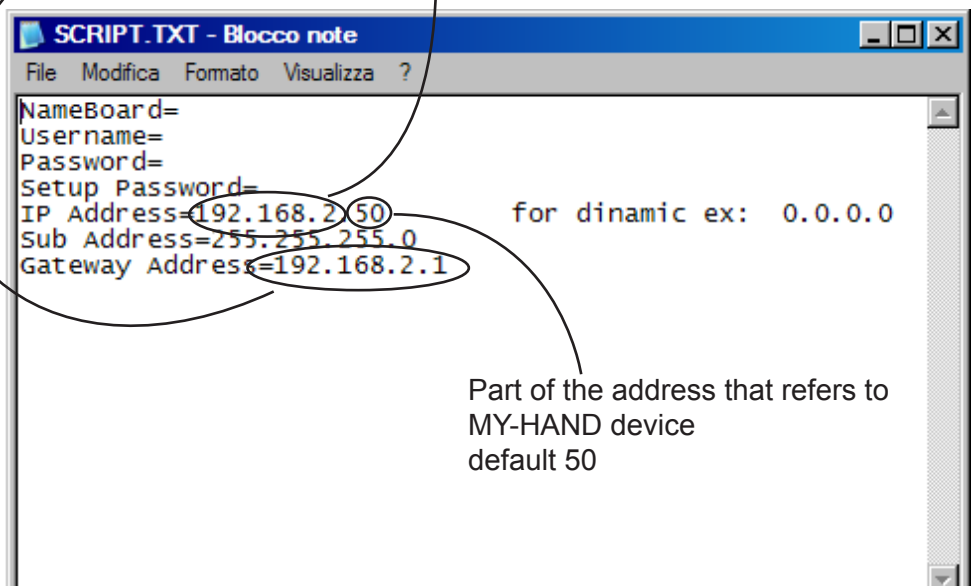 SCRIPT.TXT - Blocco note
File Modifica Formato Visualizza ?
NameBoard=
Username=
Password=
Setup Password=
IP Address=192.168.2.50 for dinamic ex: 0.0.0.0
Sub Address=255.255.255.0
Gateway Address=192.168.2.1
Part of the address that refers to
MY-HAND device
default 50